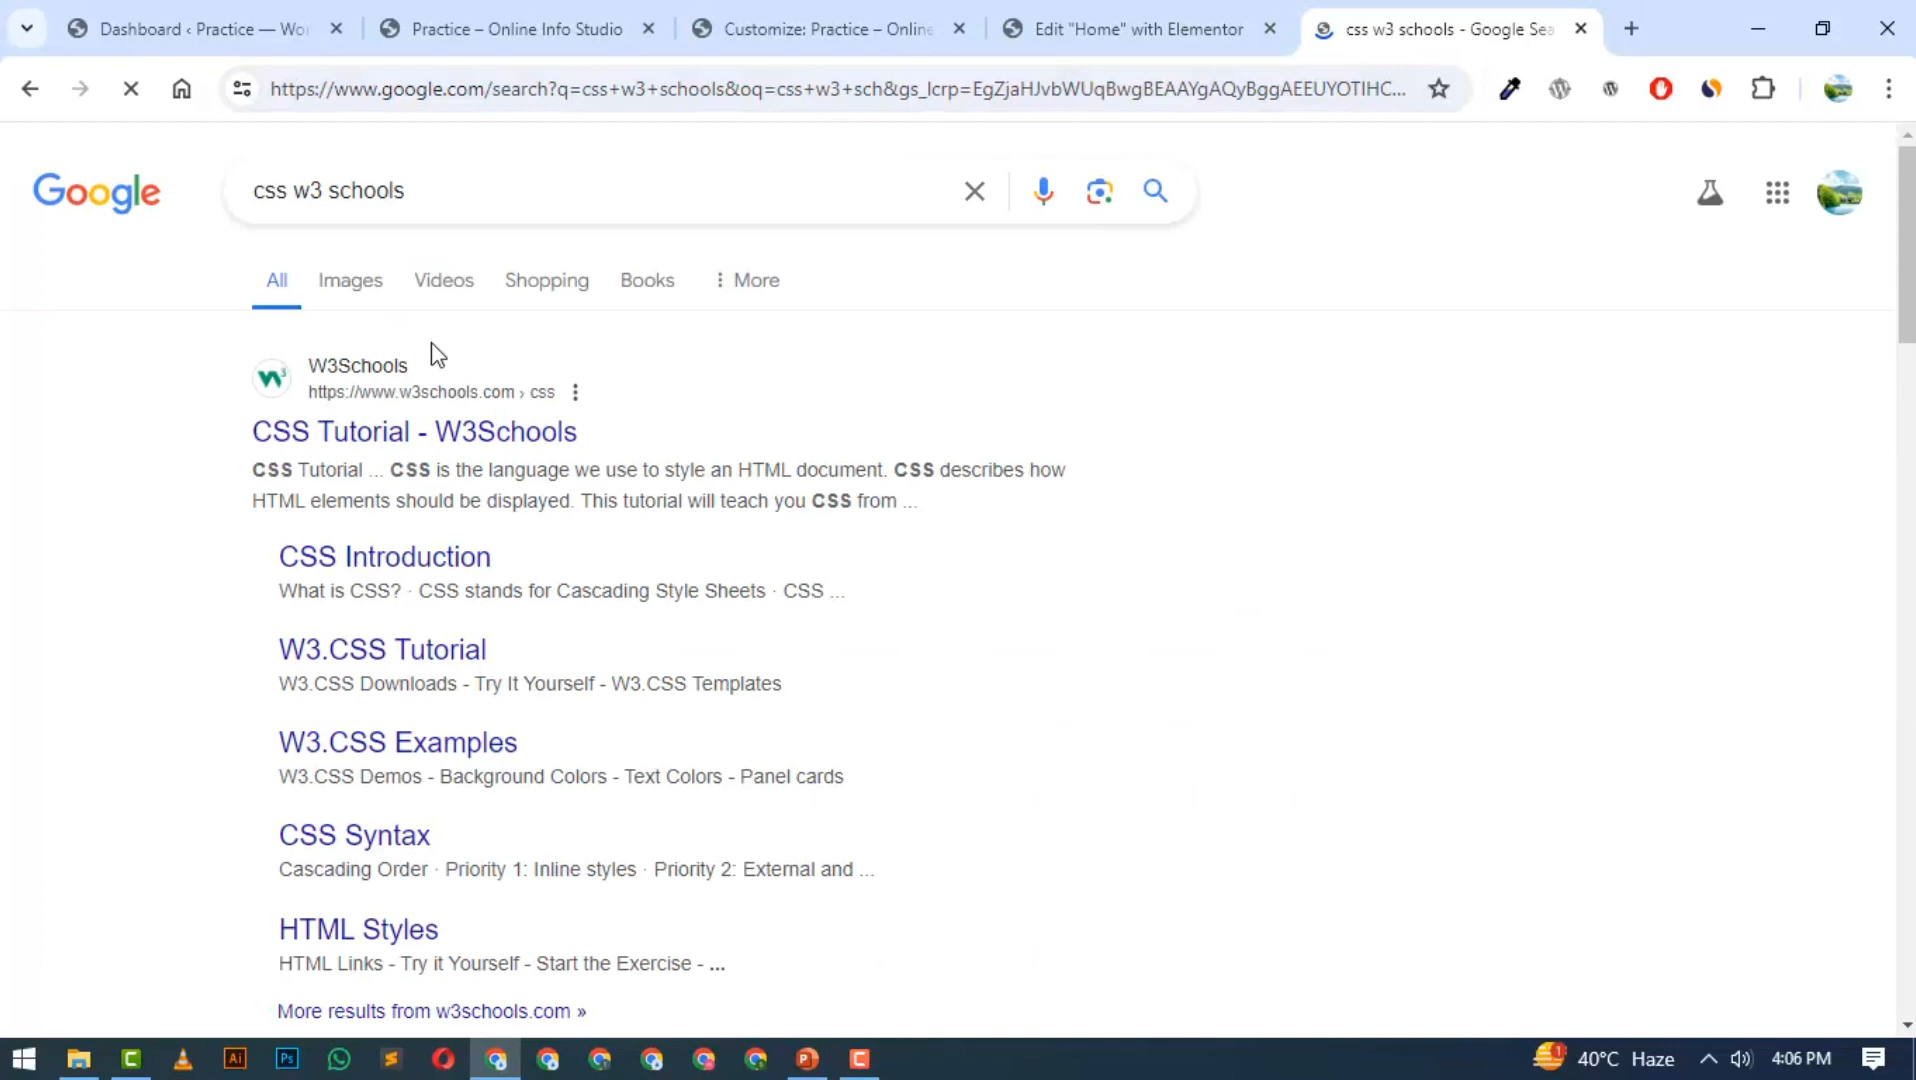 Dashboard ‹ Practice — Wor
Practice – Online Info Studio
Customize: Practice – Online
Edit "Home" with Elementor
css w3 schools - Google Sea
https://www.google.com/search?q=css+w3+schools&oq=css+w3+sch&gs_lcrp=EgZjaHJvbWUqBwgBEAAYgAQyBggAEEUYOTIHC...
Google
css w3 schools
All
Images
Videos
Shopping
Books
More
W3Schools
https://www.w3schools.com › css
CSS Tutorial - W3Schools
CSS Tutorial ... CSS is the language we use to style an HTML document. CSS describes how
HTML elements should be displayed. This tutorial will teach you CSS from ...
CSS Introduction
What is CSS? · CSS stands for Cascading Style Sheets · CSS ...
W3.CSS Tutorial
W3.CSS Downloads - Try It Yourself - W3.CSS Templates
W3.CSS Examples
W3.CSS Demos - Background Colors - Text Colors - Panel cards
CSS Syntax
Cascading Order · Priority 1: Inline styles · Priority 2: External and ...
HTML Styles
HTML Links - Try it Yourself - Start the Exercise - ...
More results from w3schools.com »
Ai
Ps
1
40°C Haze
4:06 PM